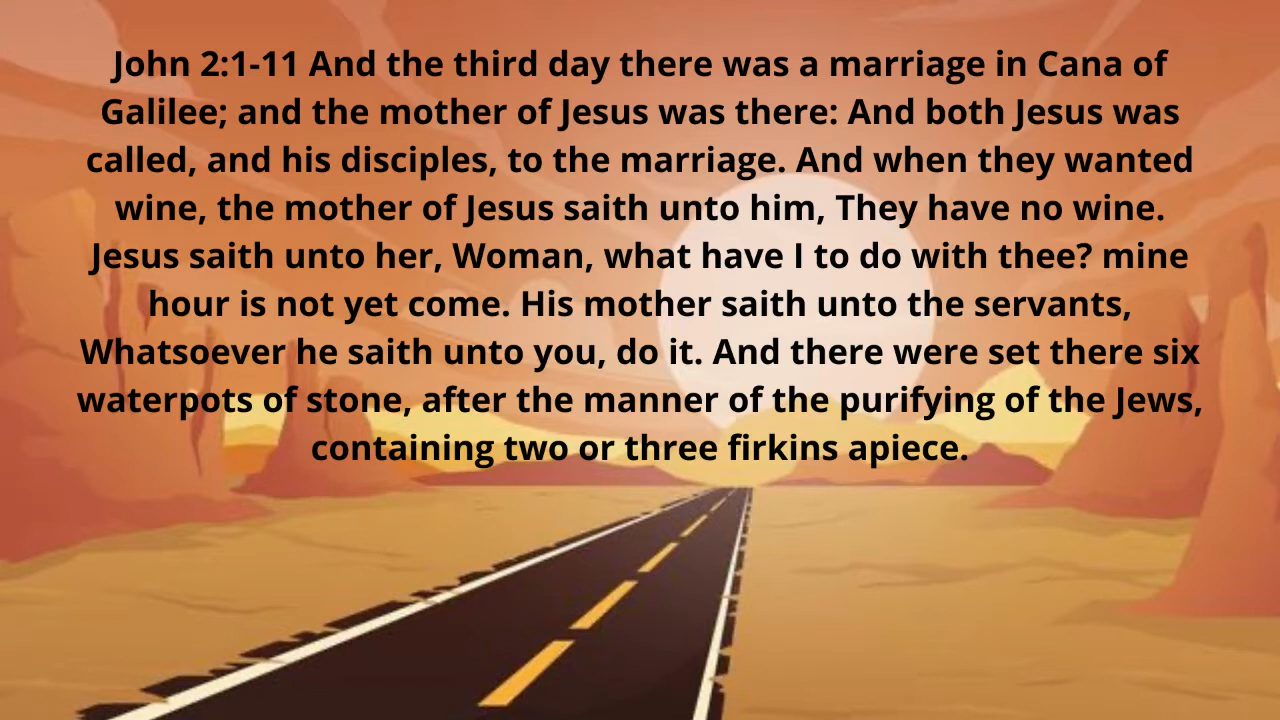 John 2:1-11 And the third day there was a marriage in Cana of
Galilee; and the mother of Jesus was there: And both Jesus was
called, and his disciples, to the marriage. And when they wanted
wine, the mother of Jesus saith unto him, They have no wine.
Jesus saith unto her, Woman, what have I to do with thee? mine
hour is not yet come. His mother saith unto the servants,
Whatsoever he saith unto you, do it. And there were set there six
waterpots of stone, after the manner of the purifying of the Jews,
containing two or three firkins apiece.